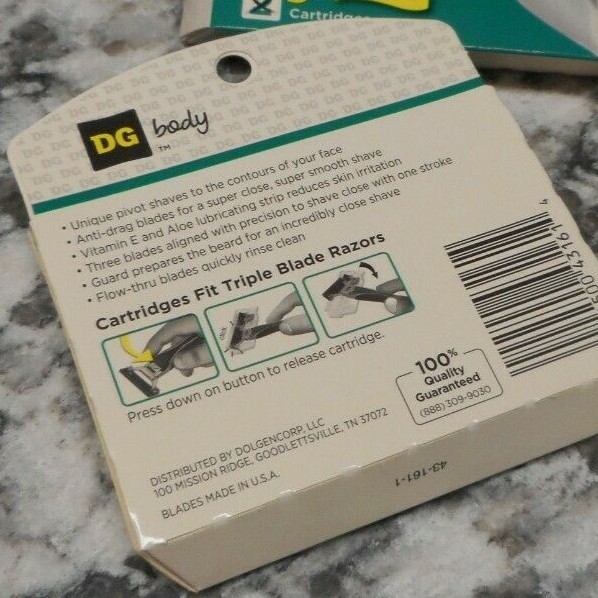 Cartridges
DG body™
• Unique pivot shaves to the contours of your face
• Anti-drag blades for a super close, super smooth shave
• Vitamin E and Aloe lubricating strip reduces skin irritation
• Three blades aligned with precision to shave close with one stroke
• Guard prepares the beard for an incredibly close shave
• Flow-thru blades quickly rinse clean
Cartridges Fit Triple Blade Razors
click
Press down on button to release cartridge.
100%
Quality
Guaranteed
(888) 309-9030
DISTRIBUTED BY DOLGENCORP, LLC
100 MISSION RIDGE, GOODLETTSVILLE, TN 37072
BLADES MADE IN U.S.A.
43-161-1
43161 4